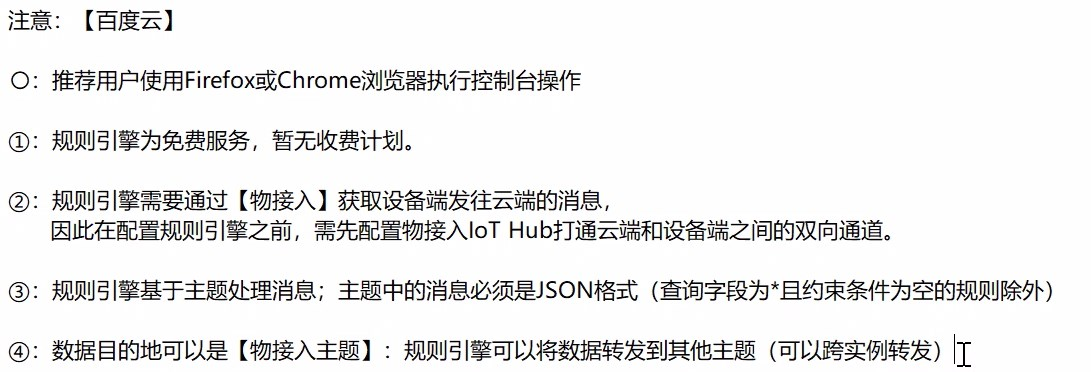 注意：【百度云】
〇：推荐用户使用Firefox或Chrome浏览器执行控制台操作
①：规则引擎为免费服务，暂无收费计划。
②：规则引擎需要通过【物接入】获取设备端发往云端的消息，
因此在配置规则引擎之前，需先配置物接入IoT Hub打通云端和设备端之间的双向通道。
③：规则引擎基于主题处理消息；主题中的消息必须是JSON格式（查询字段为*且约束条件为空的规则除外）
④：数据目的地可以是【物接入主题】：规则引擎可以将数据转发到其他主题（可以跨实例转发）